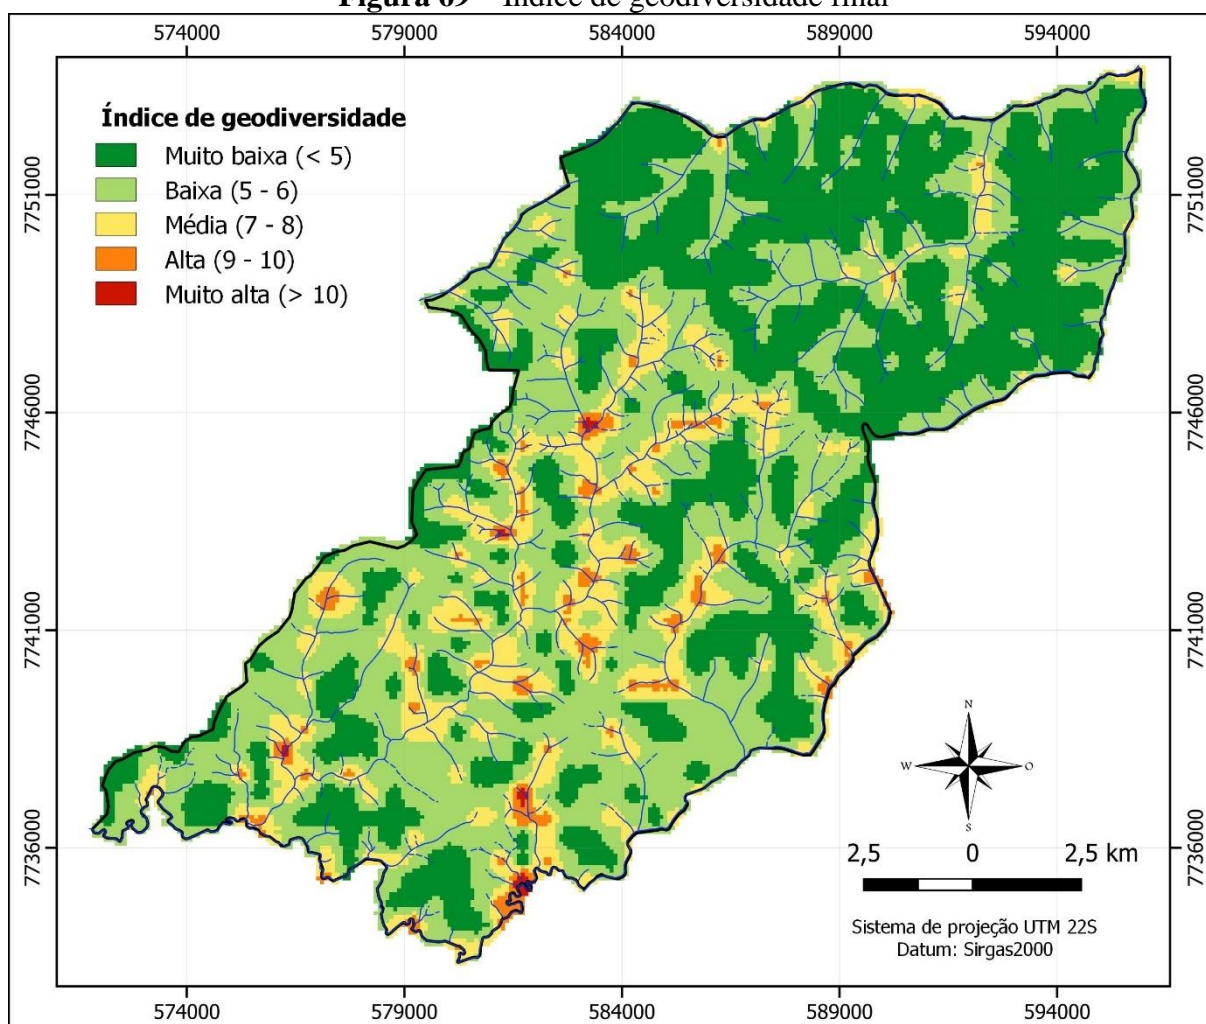 Figura 69 – Índice de geodiversidade final
574000 579000 584000 589000 594000
Índice de geodiversidade
Muito baixa (< 5)
Baixa (5 - 6)
Média (7 - 8)
Alta (9 - 10)
Muito alta (> 10)
7751000 7751000
7746000 7746000
7741000 7741000
7736000 7736000
N
W O
S
2,5 0 2,5 km
Sistema de projeção UTM 22S
Datum: Sirgas2000
574000 579000 584000 589000 594000